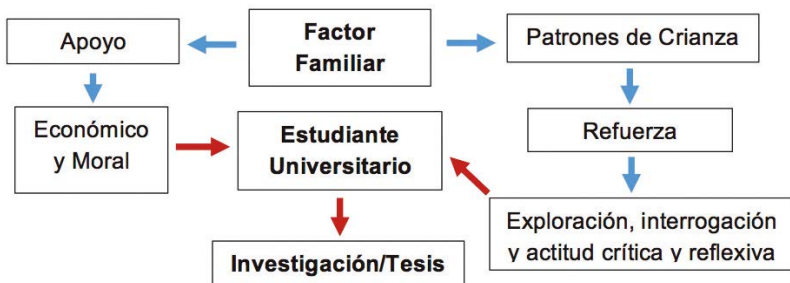 Apoyo
Factor
Familiar
Patrones de Crianza
Económico
y Moral
Estudiante
Universitario
Refuerza
Exploración, interrogación
y actitud crítica y reflexiva
Investigación/Tesis